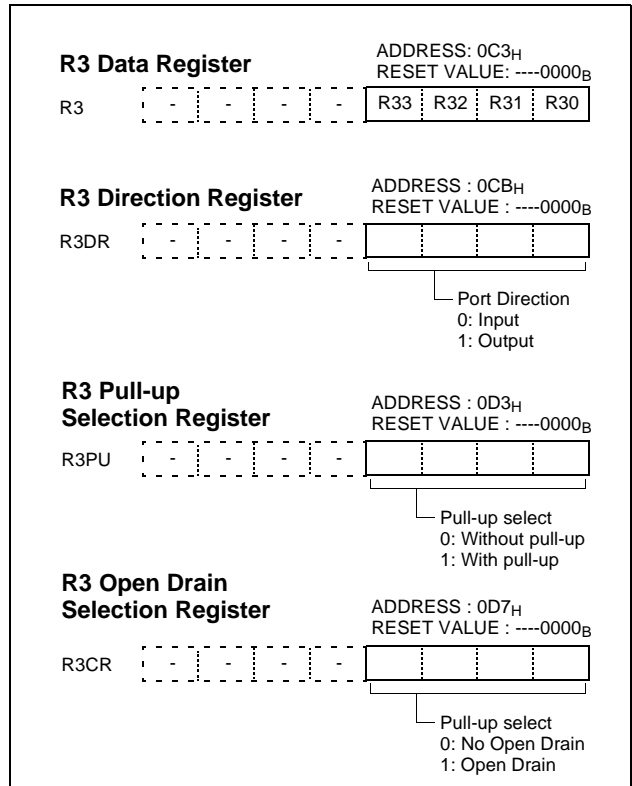 R3 Data Register
ADDRESS: 0C3H
RESET VALUE: ----0000B
R3 - - - - R33 R32 R31 R30
R3 Direction Register
ADDRESS : 0CBH
RESET VALUE : ----0000B
R3DR - - - -
Port Direction
0: Input
1: Output
R3 Pull-up
Selection Register
ADDRESS : 0D3H
RESET VALUE : ----0000B
R3PU - - - -
Pull-up select
0: Without pull-up
1: With pull-up
R3 Open Drain
Selection Register
ADDRESS : 0D7H
RESET VALUE : ----0000B
R3CR - - - -
Pull-up select
0: No Open Drain
1: Open Drain